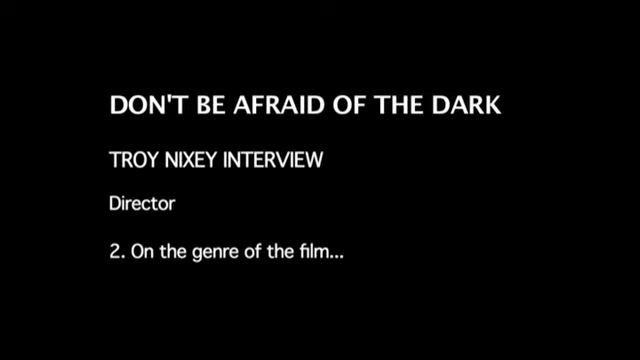 DON'T BE AFRAID OF THE DARK
TROY NIXEY INTERVIEW
Director
2. On the genre of the film...